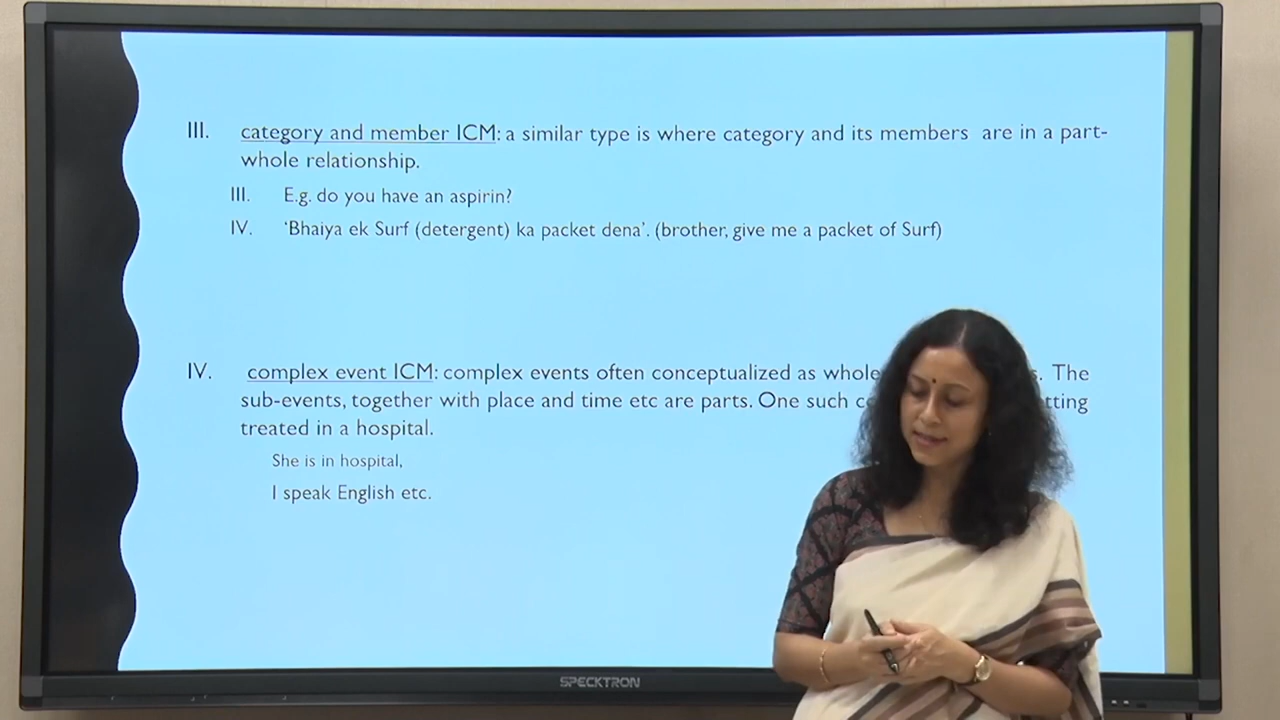 III. category and member ICM: a similar type is where category and its members are in a part-
whole relationship.
III. E.g. do you have an aspirin?
IV. ‘Bhaiya ek Surf (detergent) ka packet dena’. (brother, give me a packet of Surf)
IV. complex event ICM: complex events often conceptualized as whole . The
sub-events, together with place and time etc are parts. One such tting
treated in a hospital.
She is in hospital,
I speak English etc.
SPECKTRON